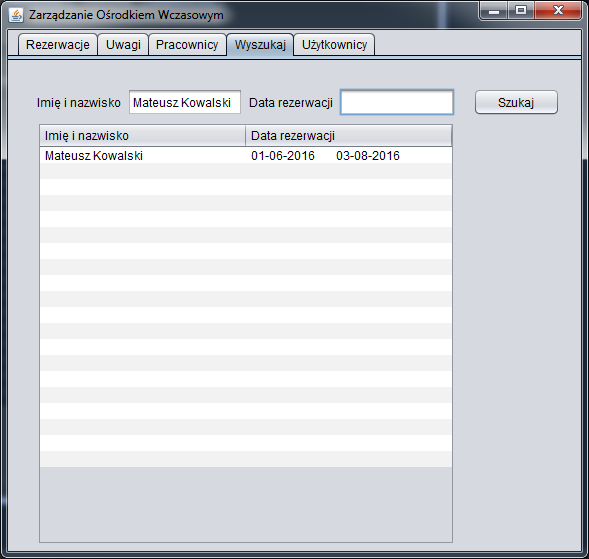 Zarządzanie Ośrodkiem Wczasowym
Rezerwacje Uwagi Pracownicy Wyszukaj Użytkownicy
Imię i nazwisko Mateusz Kowalski Data rezerwacji Szukaj
Imię i nazwisko Data rezerwacji
Mateusz Kowalski 01-06-2016 03-08-2016